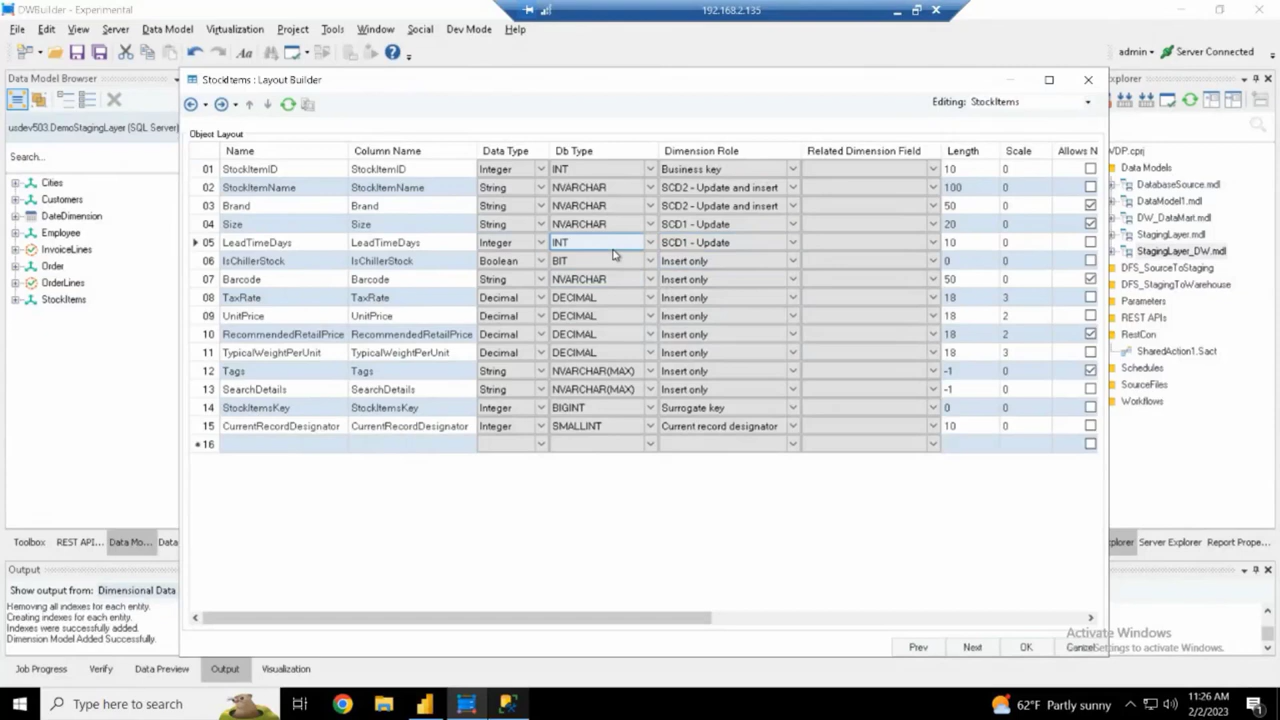 DWBuilder - Experimental
192.168.2.135
File Edit View Server Data Model Virtualization Project Tools Window Social Dev Mode Help
admin Server Connected
Data Model Browser
StockItems : Layout Builder
xplorer
Editing: StockItems
usdev503.DemoStagingLayer (SQL Server)
Search...
Cities
Customers
DateDimension
Employee
InvoiceLines
Order
OrderLines
StockItems
Object Layout
Name Column Name Data Type Db Type Dimension Role Related Dimension Field Length Scale Allows N
01 StockItemID StockItemID Integer INT Business key 10 0
02 StockItemName StockItemName String NVARCHAR SCD2 - Update and insert 100 0
03 Brand Brand String NVARCHAR SCD2 - Update and insert 50 0
04 Size Size String NVARCHAR SCD1 - Update 20 0
05 LeadTimeDays LeadTimeDays Integer INT SCD1 - Update 10 0
06 IsChillerStock IsChillerStock Boolean BIT Insert only 0 0
07 Barcode Barcode String NVARCHAR Insert only 50 0
08 TaxRate TaxRate Decimal DECIMAL Insert only 18 3
09 UnitPrice UnitPrice Decimal DECIMAL Insert only 18 2
10 RecommendedRetailPrice RecommendedRetailPrice Decimal DECIMAL Insert only 18 2
11 TypicalWeightPerUnit TypicalWeightPerUnit Decimal DECIMAL Insert only 18 3
12 Tags Tags String NVARCHAR(MAX) Insert only -1 0
13 SearchDetails SearchDetails String NVARCHAR(MAX) Insert only -1 0
14 StockItemsKey StockItemsKey Integer BIGINT Surrogate key 0 0
15 CurrentRecordDesignator CurrentRecordDesignator Integer SMALLINT Current record designator 10 0
16
VDP.cprj
Data Models
DatabaseSource.mdl
DataModel1.mdl
DW_DataMart.mdl
StagingLayer.mdl
StagingLayer_DW.mdl
DFS_SourceToStaging
DFS_StagingToWarehouse
Parameters
REST APIs
RestCon
SharedAction1.Sact
Schedules
SourceFiles
Workflows
Toolbox REST API... Data Mo... Data
xplorer Server Explorer Report Prope...
Output
Show output from: Dimensional Data
Removing all indexes for each entity.
Creating indexes for each entity.
Indexes were successfully added.
Dimension Model Added Successfully.
Prev Next OK Cancel
Activate Windows
Settings to activate Windows.
Job Progress Verify Data Preview Output Visualization
Type here to search
62°F Partly sunny
11:26 AM
2/2/2023
1